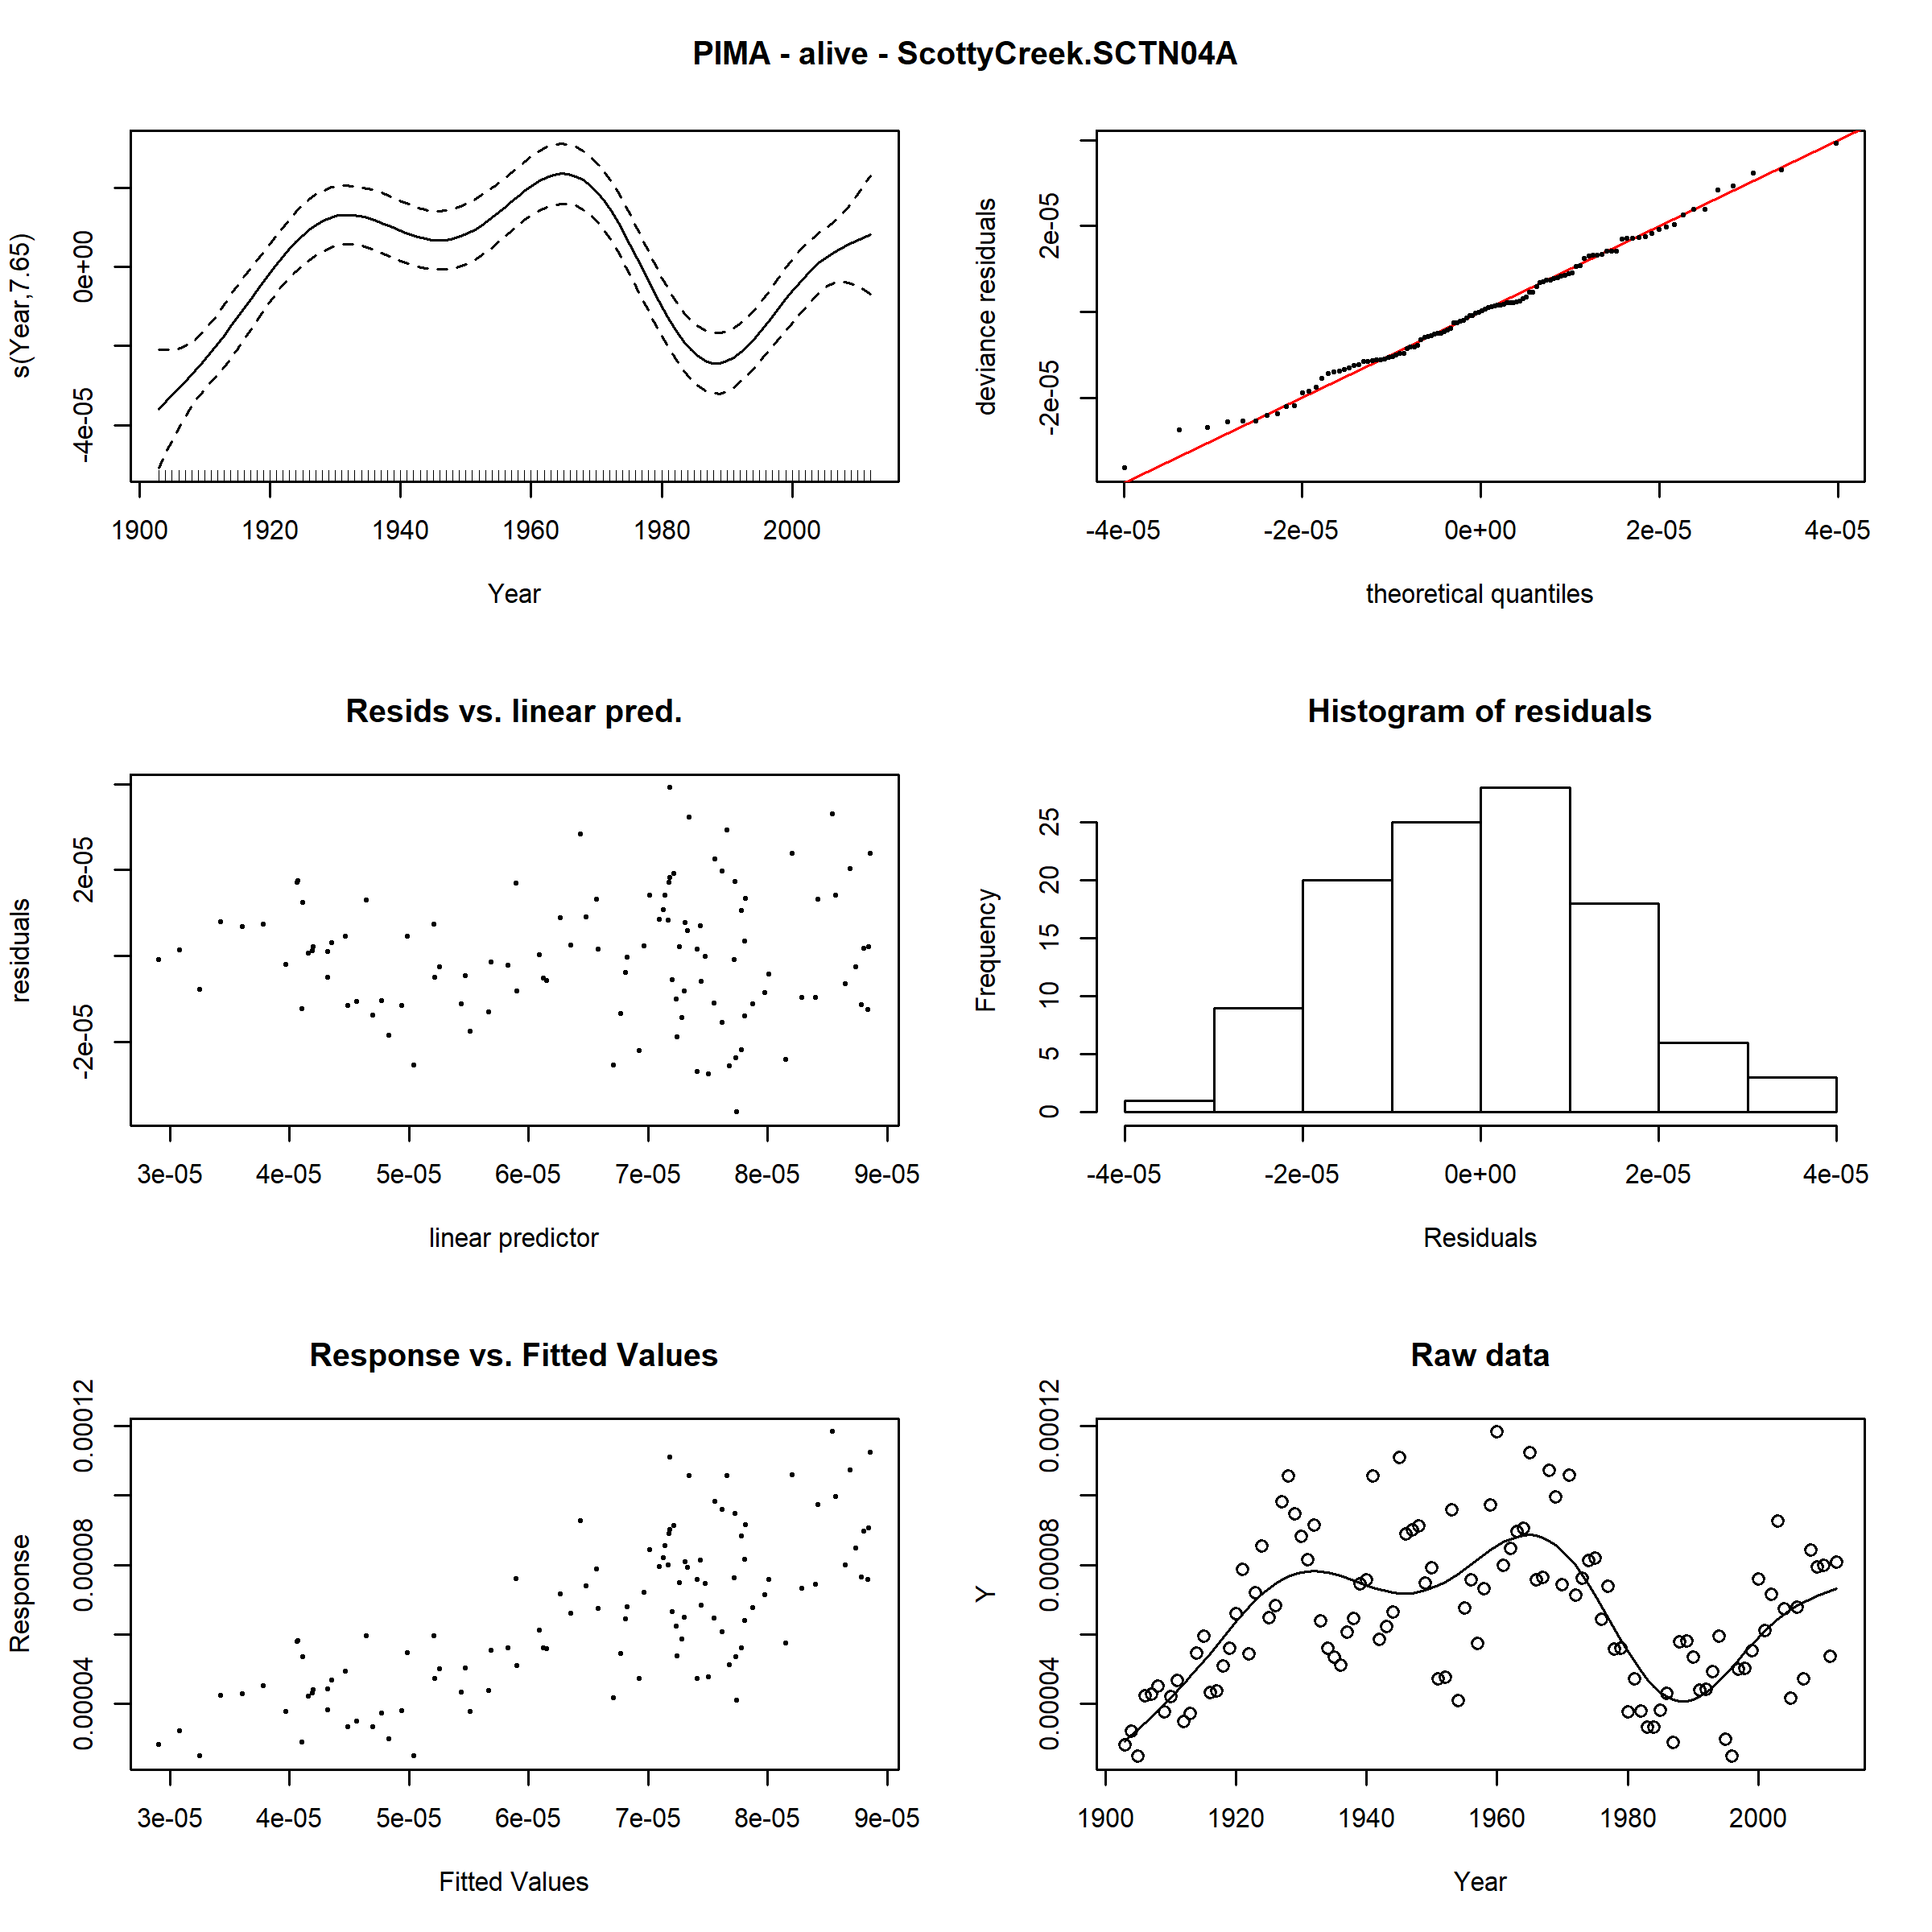 PIMA - alive - ScottyCreek.SCTN04A
s(Year,7.65)
-4e-05 0e+00
1900 1920 1940 1960 1980 2000
Year
deviance residuals
-2e-05 2e-05
-4e-05 -2e-05 0e+00 2e-05 4e-05
theoretical quantiles
Resids vs. linear pred.
residuals
-2e-05 2e-05
3e-05 4e-05 5e-05 6e-05 7e-05 8e-05 9e-05
linear predictor
Histogram of residuals
Frequency
0 5 10 15 20 25
-4e-05 -2e-05 0e+00 2e-05 4e-05
Residuals
Response vs. Fitted Values
Response
0.00004 0.00008 0.00012
3e-05 4e-05 5e-05 6e-05 7e-05 8e-05 9e-05
Fitted Values
Raw data
Y
0.00004 0.00008 0.00012
1900 1920 1940 1960 1980 2000
Year